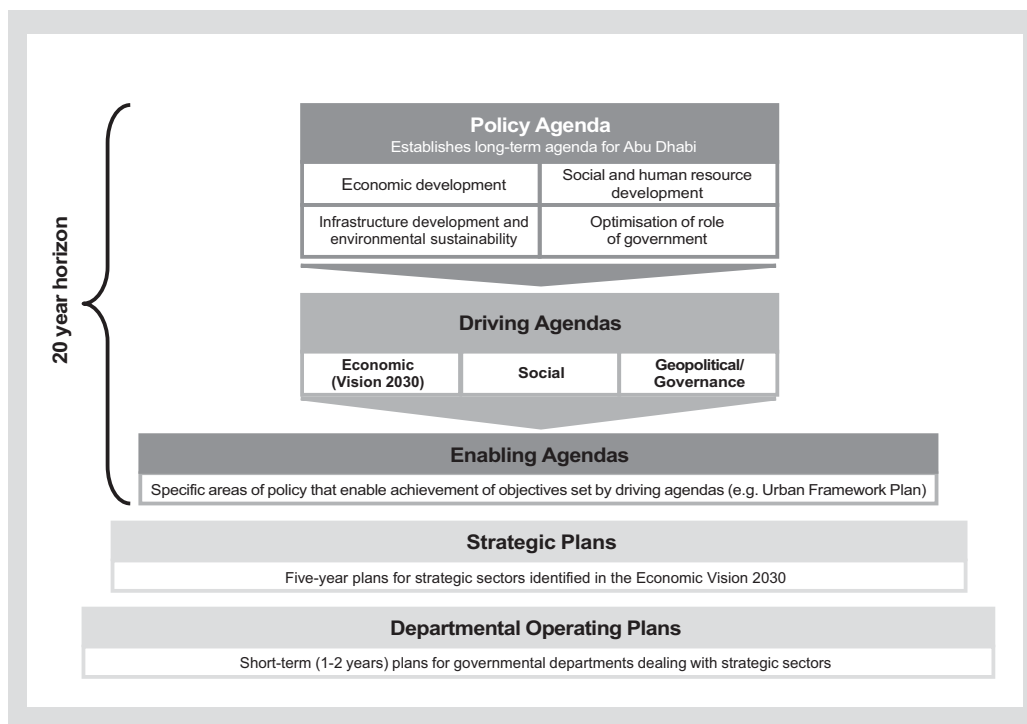 20 year horizon
Policy Agenda
Establishes long-term agenda for Abu Dhabi
Economic development
Social and human resource
development
Infrastructure development and
environmental sustainability
Optimisation of role
of government
Driving Agendas
Economic
(Vision 2030)
Social
Geopolitical/
Governance
Enabling Agendas
Specific areas of policy that enable achievement of objectives set by driving agendas (e.g. Urban Framework Plan)
Strategic Plans
Five-year plans for strategic sectors identified in the Economic Vision 2030
Departmental Operating Plans
Short-term (1-2 years) plans for governmental departments dealing with strategic sectors